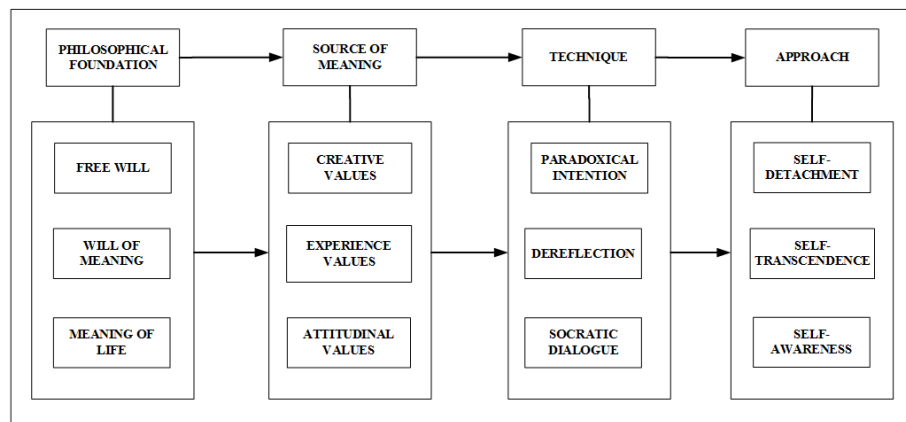 PHILOSOPHICAL
FOUNDATION
SOURCE OF
MEANING
TECHNIQUE
APPROACH
FREE WILL
WILL OF
MEANING
MEANING OF
LIFE
CREATIVE
VALUES
EXPERIENCE
VALUES
ATTITUDINAL
VALUES
PARADOXICAL
INTENTION
DEREFLECTION
SOCRATIC
DIALOGUE
SELF-
DETACHMENT
SELF-
TRANSCENDENCE
SELF-
AWARENESS